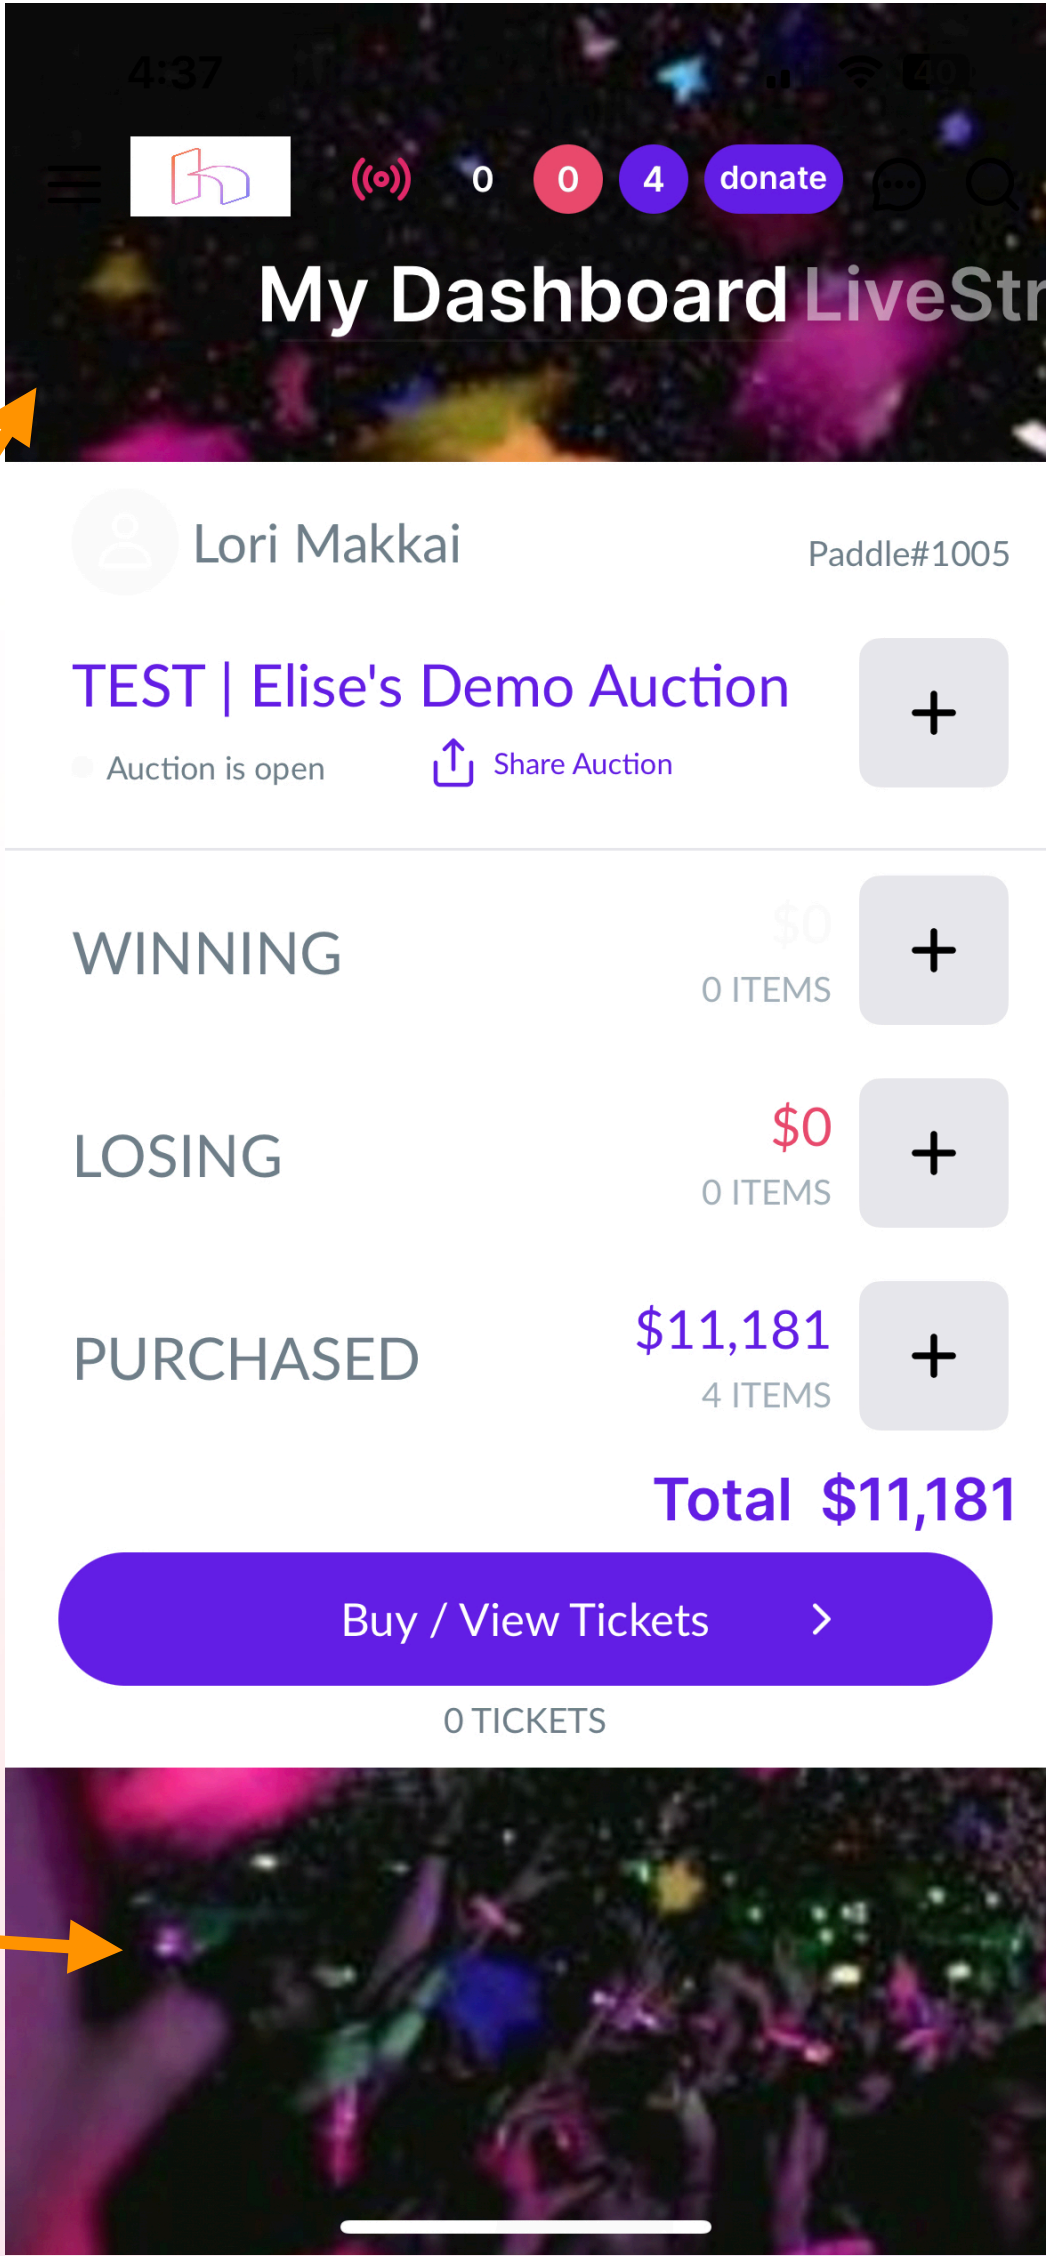 4:37
40
0 0 4 donate
My Dashboard LiveStr
Lori Makkai
Paddle#1005
TEST | Elise's Demo Auction
Auction is open
Share Auction
WINNING
$0
0 ITEMS
LOSING
$0
0 ITEMS
PURCHASED
$11,181
4 ITEMS
Total $11,181
Buy / View Tickets
0 TICKETS